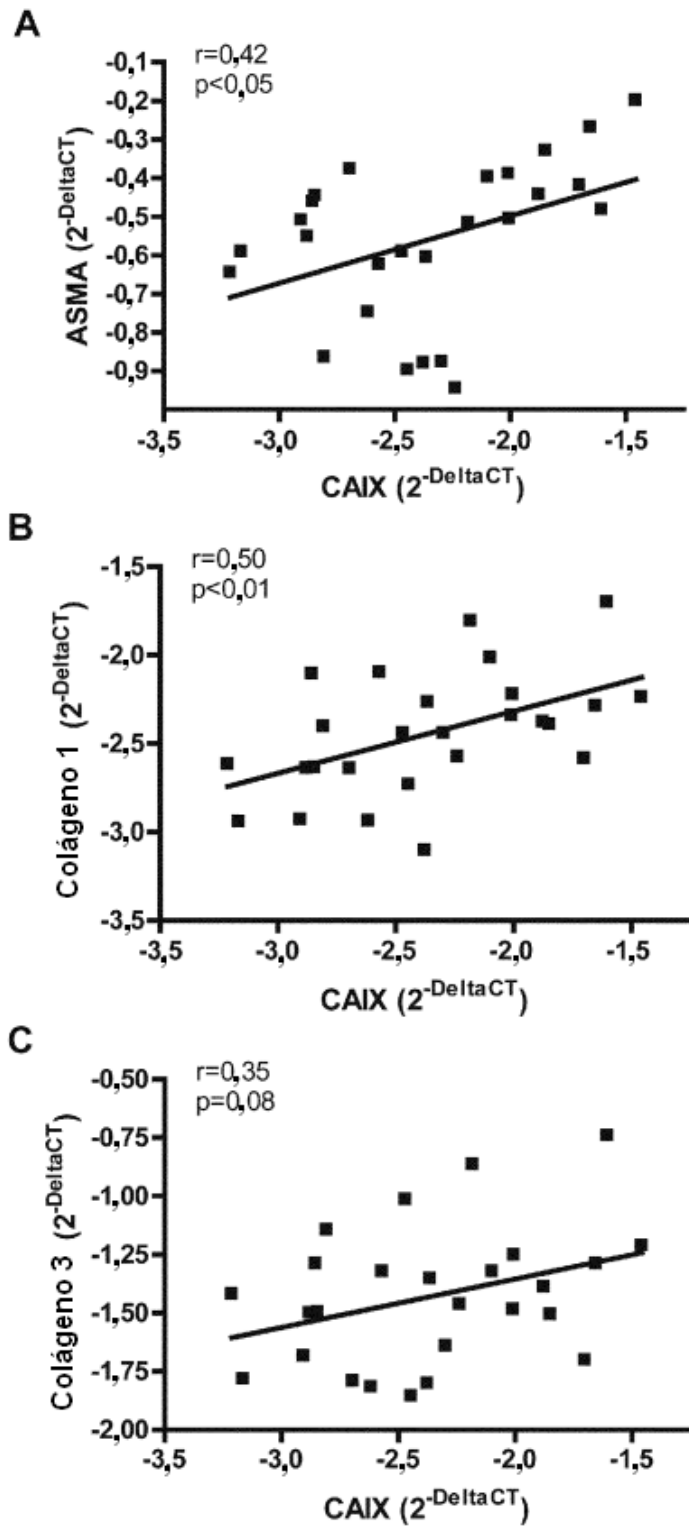 A
r=0,42
p<0,05
-0,1
-0,2
-0,3
-0,4
-0,5
-0,6
-0,7
-0,8
-0,9
ASMA (2-DeltaCT)
-3,5 -3,0 -2,5 -2,0 -1,5
CAIX (2-DeltaCT)
B
r=0,50
p<0,01
-1,5
-2,0
-2,5
-3,0
-3,5
Colágeno 1 (2-DeltaCT)
-3,5 -3,0 -2,5 -2,0 -1,5
CAIX (2-DeltaCT)
C
r=0,35
p=0,08
-0,50
-0,75
-1,00
-1,25
-1,50
-1,75
-2,00
Colágeno 3 (2-DeltaCT)
-3,5 -3,0 -2,5 -2,0 -1,5
CAIX (2-DeltaCT)